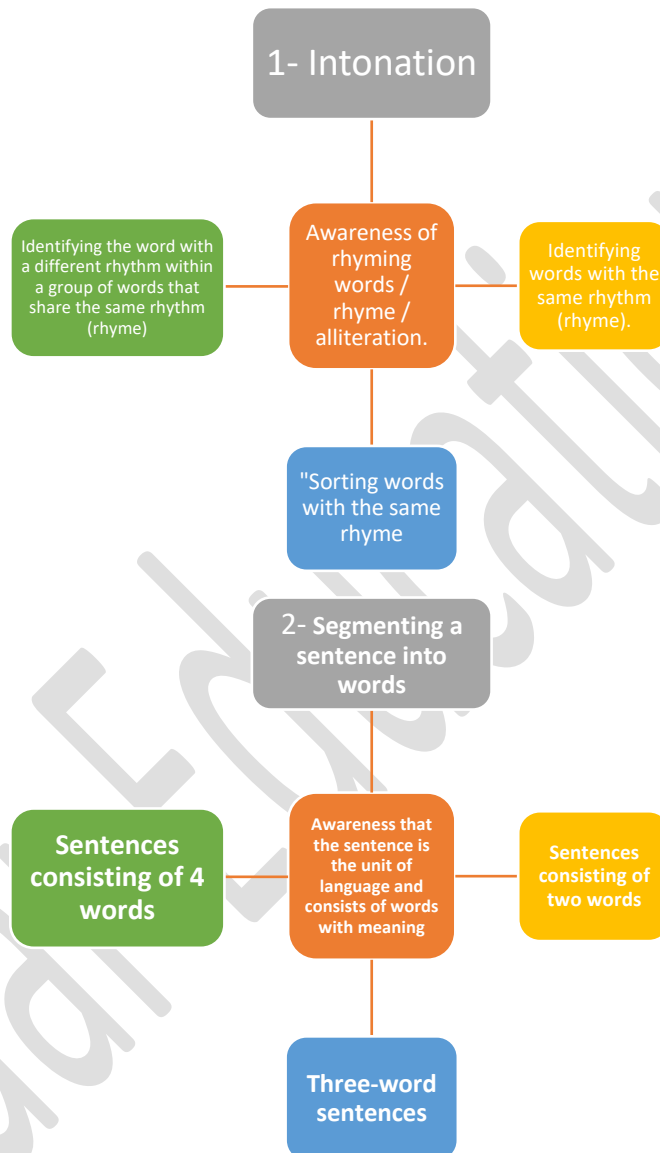 1- Intonation
Identifying the word with
a different rhythm within
a group of words that
share the same rhythm
(rhyme)
Awareness of
rhyming
words /
rhyme /
alliteration.
Identifying
words with the
same rhythm
(rhyme).
"Sorting words
with the same
rhyme
2- Segmenting a
sentence into
words
Sentences
consisting of 4
words
Awareness that
the sentence is
the unit of
language and
consists of words
with meaning
Sentences
consisting of
two words
Three-word
sentences